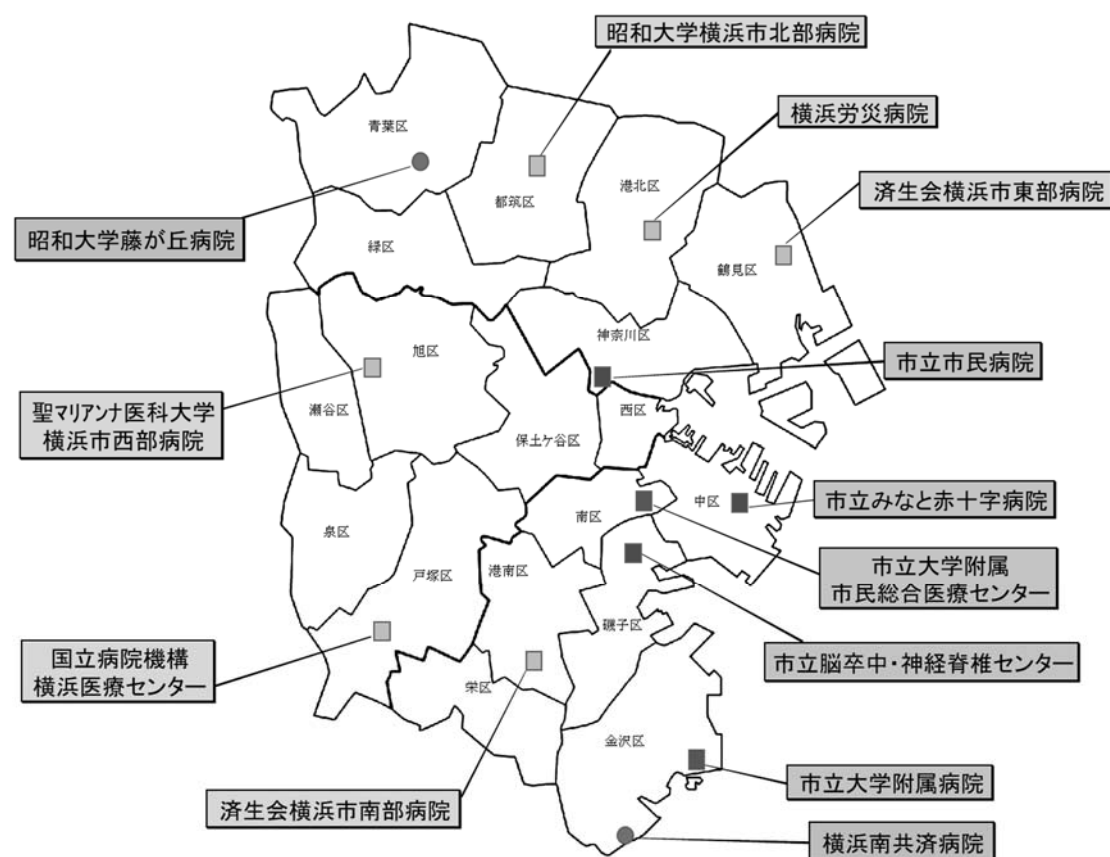 昭和大学横浜市北部病院
横浜労災病院
青葉区
港北区
済生会横浜市東部病院
都筑区
昭和大学藤が丘病院
緑区
鶴見区
神奈川区
旭区
市立市民病院
瀬谷区
西区
聖マリアンナ医科大学
横浜市西部病院
保土ケ谷区
中区
市立みなと赤十字病院
南区
泉区
戸塚区
港南区
市立大学附属
市民総合医療センター
磯子区
国立病院機構
横浜医療センター
市立脳卒中・神経脊椎センター
栄区
金沢区
市立大学附属病院
済生会横浜市南部病院
横浜南共済病院